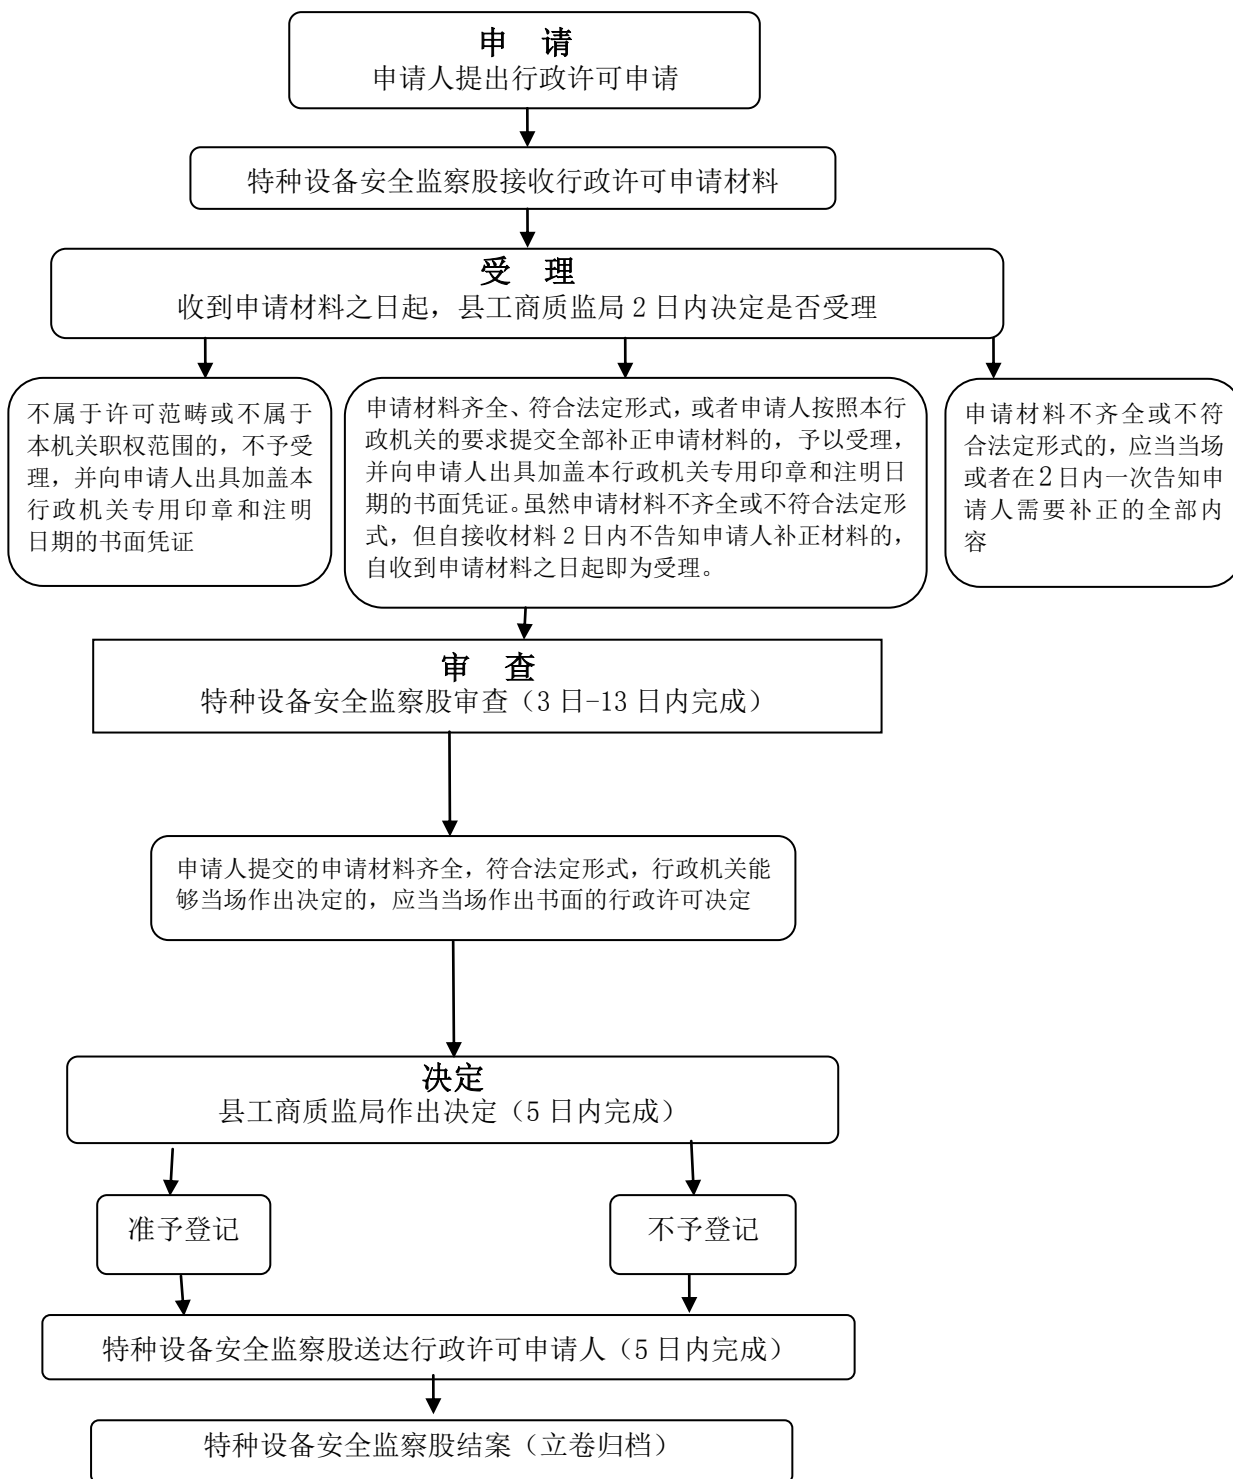 申 请
申请人提出行政许可申请
特种设备安全监察股接收行政许可申请材料
受 理
收到申请材料之日起，县工商质监局 2 日内决定是否受理
不属于许可范畴或不属于
本机关职权范围的，不予受
理，并向申请人出具加盖本
行政机关专用印章和注明
日期的书面凭证
申请材料齐全、符合法定形式，或者申请人按照本行
政机关的要求提交全部补正申请材料的，予以受理，
并向申请人出具加盖本行政机关专用印章和注明日
期的书面凭证。虽然申请材料不齐全或不符合法定形
式，但自接收材料 2 日内不告知申请人补正材料的，
自收到申请材料之日起即为受理。
申请材料不齐全或不符
合法定形式的，应当当场
或者在2日内一次告知申
请人需要补正的全部内
容
审 查
特种设备安全监察股审查（3 日-13 日内完成）
申请人提交的申请材料齐全，符合法定形式，行政机关能
够当场作出决定的，应当当场作出书面的行政许可决定
决定
县工商质监局作出决定（5 日内完成）
准予登记
不予登记
特种设备安全监察股送达行政许可申请人（5 日内完成）
特种设备安全监察股结案（立卷归档）